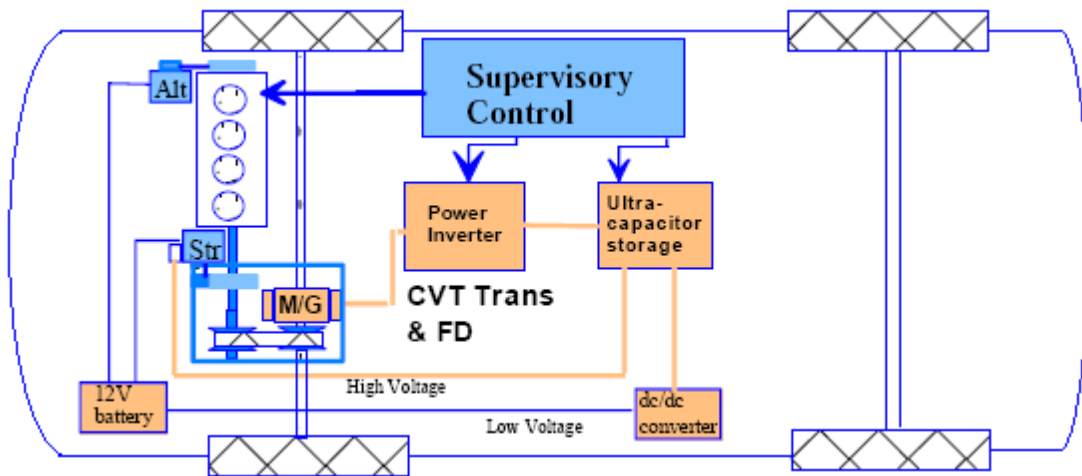 Alt
Supervisory
Control
Power
Inverter
Ultra-
capacitor
storage
Str
M/G
CVT Trans
& FD
High Voltage
12V
battery
Low Voltage
dc/dc
converter